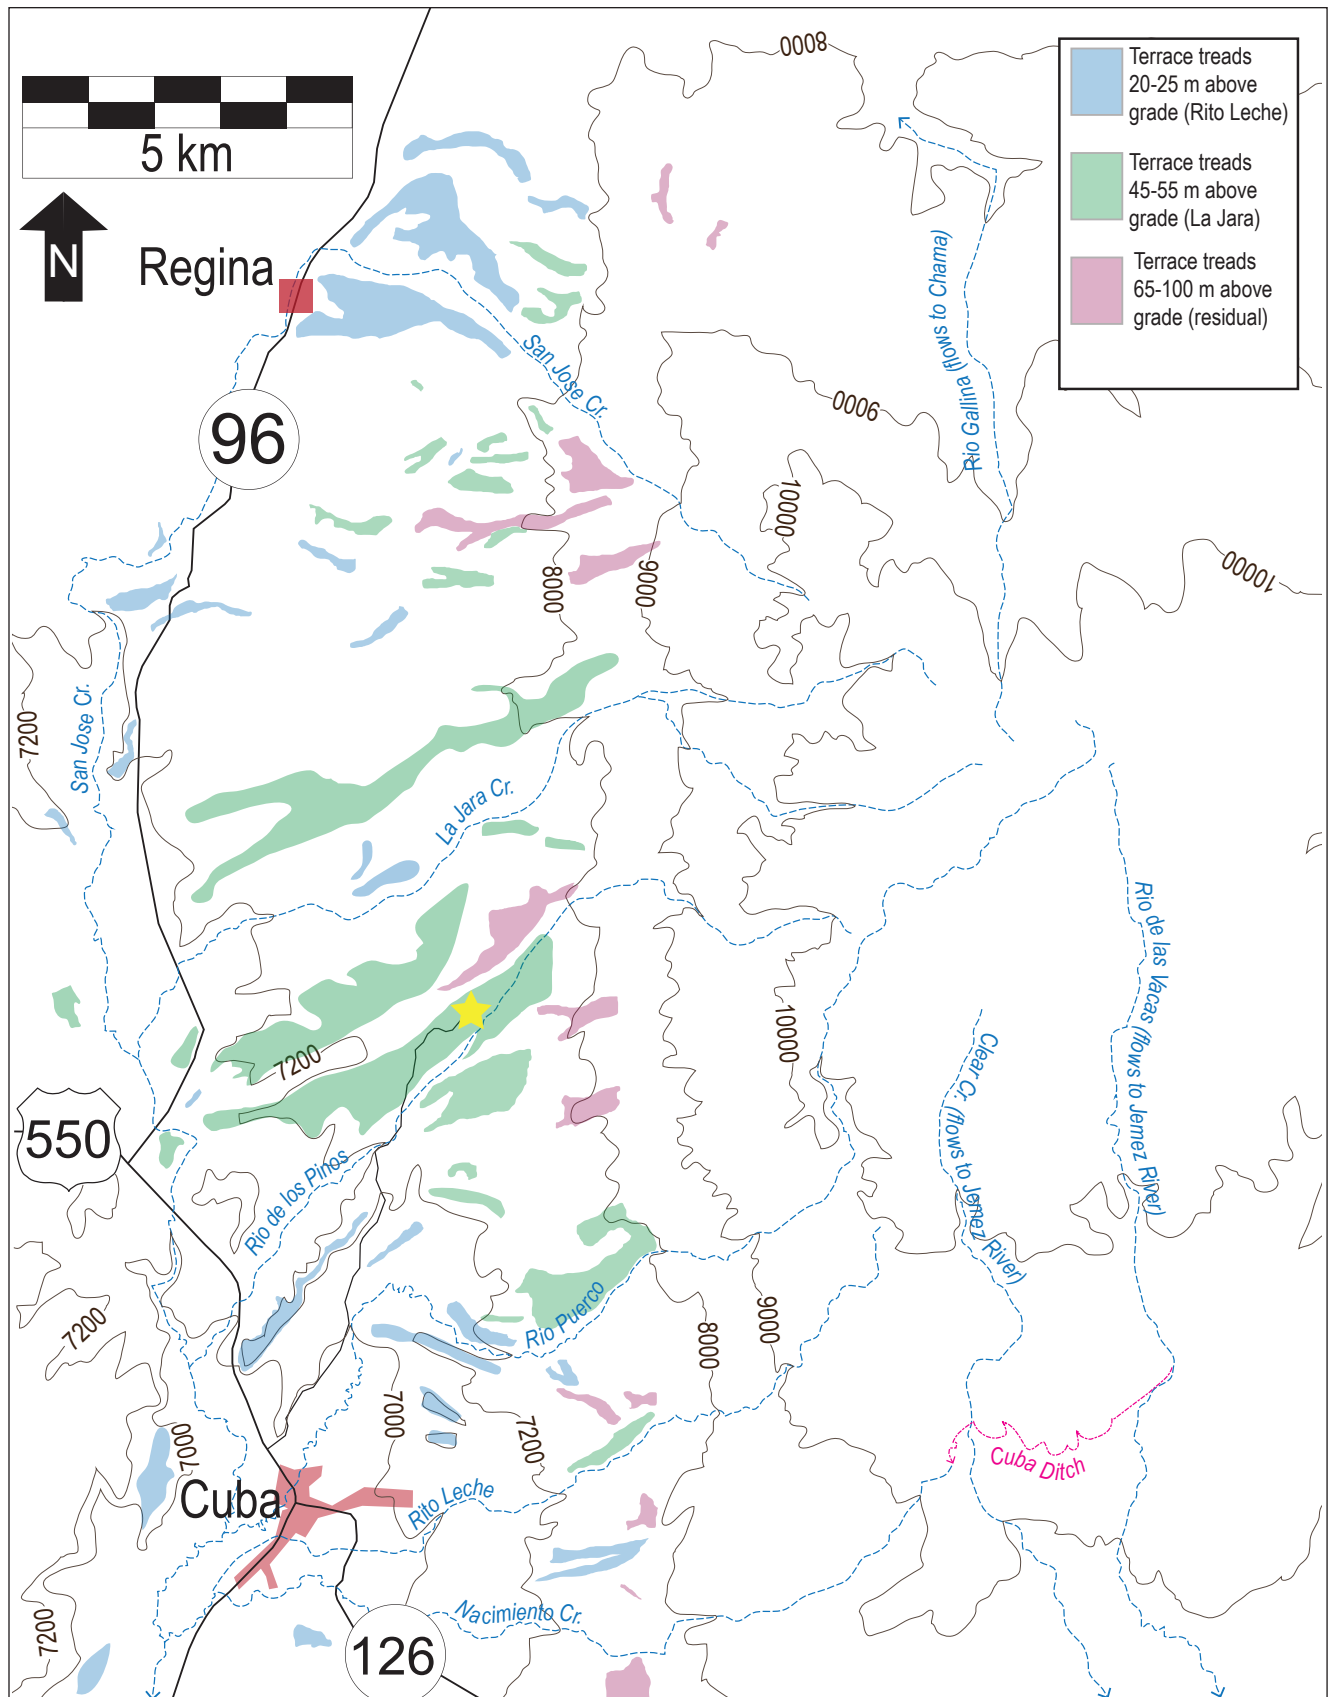 8000
Terrace treads
20-25 m above
grade (Rito Leche)
5 km
Terrace treads
45-55 m above
grade (La Jara)
N
Regina
Terrace treads
65-100 m above
grade (residual)
Rio Gallina (flows to Chama)
San Jose Cr.
9000
96
10000
8000
9000
10000
7200
San Jose Cr.
La Jara Cr.
Rio de las Vacas (flows to Jemez River)
10000
7200
Clear Cr. (flows to Jemez River)
550
Rio de los Pinos
7200
Rio Puerco
8000
9000
7000
7200
7000
Cuba Ditch
Cuba
Rito Leche
7200
Nacimiento Cr.
126